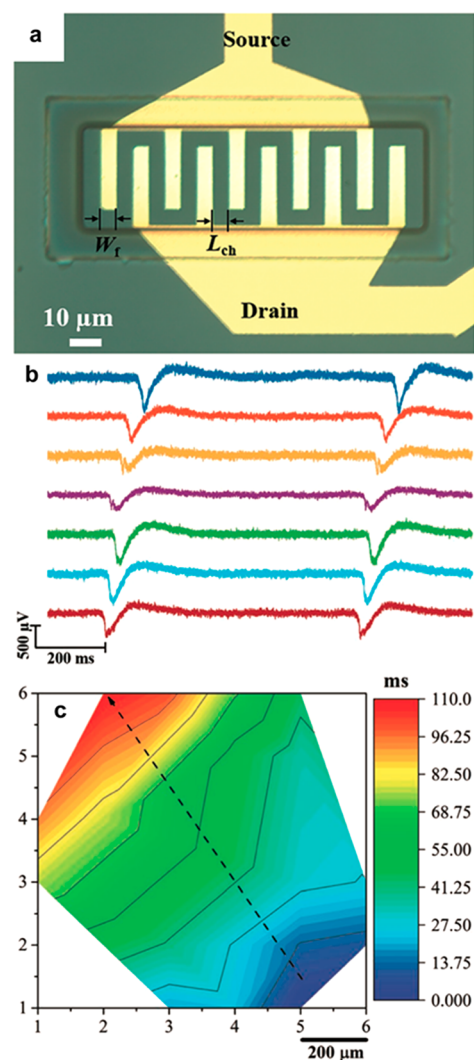 a
Source
W_f
L_ch
Drain
10 µm
b
500 µV
200 ms
c
ms
6
5
4
3
2
1
1 2 3 4 5 6
200 µm
110.0
96.25
82.50
68.75
55.00
41.25
27.50
13.75
0.000